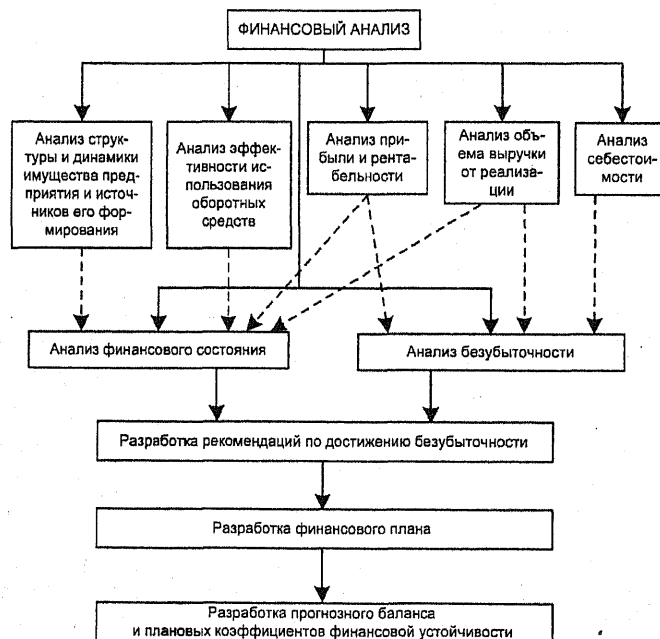 ФИНАНСОВЫЙ АНАЛИЗ
Анализ струк-
туры и динамики
имущества пред-
приятия и источ-
ников его фор-
мирования
Анализ эффек-
тивности ис-
пользования
оборотных
средств
Анализ при-
были и рента-
бельности
Анализ объ-
ема выручки
от реализа-
ции
Анализ
себестои-
мости
Анализ финансового состояния
Анализ безубыточности
Разработка рекомендаций по достижению безубыточности
Разработка финансового плана
Разработка прогнозного баланса
и плановых коэффициентов финансовой устойчивости